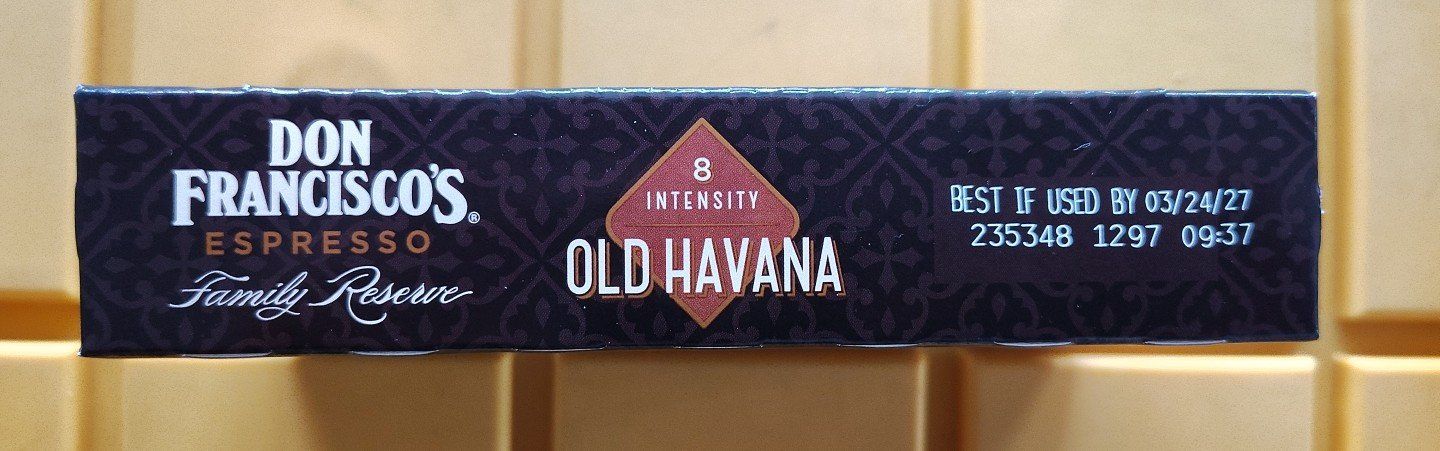 DON
FRANCISCO'S®
ESPRESSO
Family Reserve
8
INTENSITY
OLD HAVANA
BEST IF USED BY 03/24/27
235348 1297 09:37